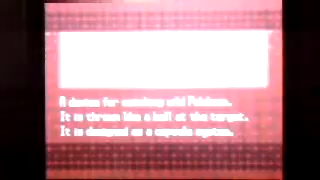 A device for catching wild Pokémon.
It is thrown like a ball at the target.
It is designed as a capsule system.